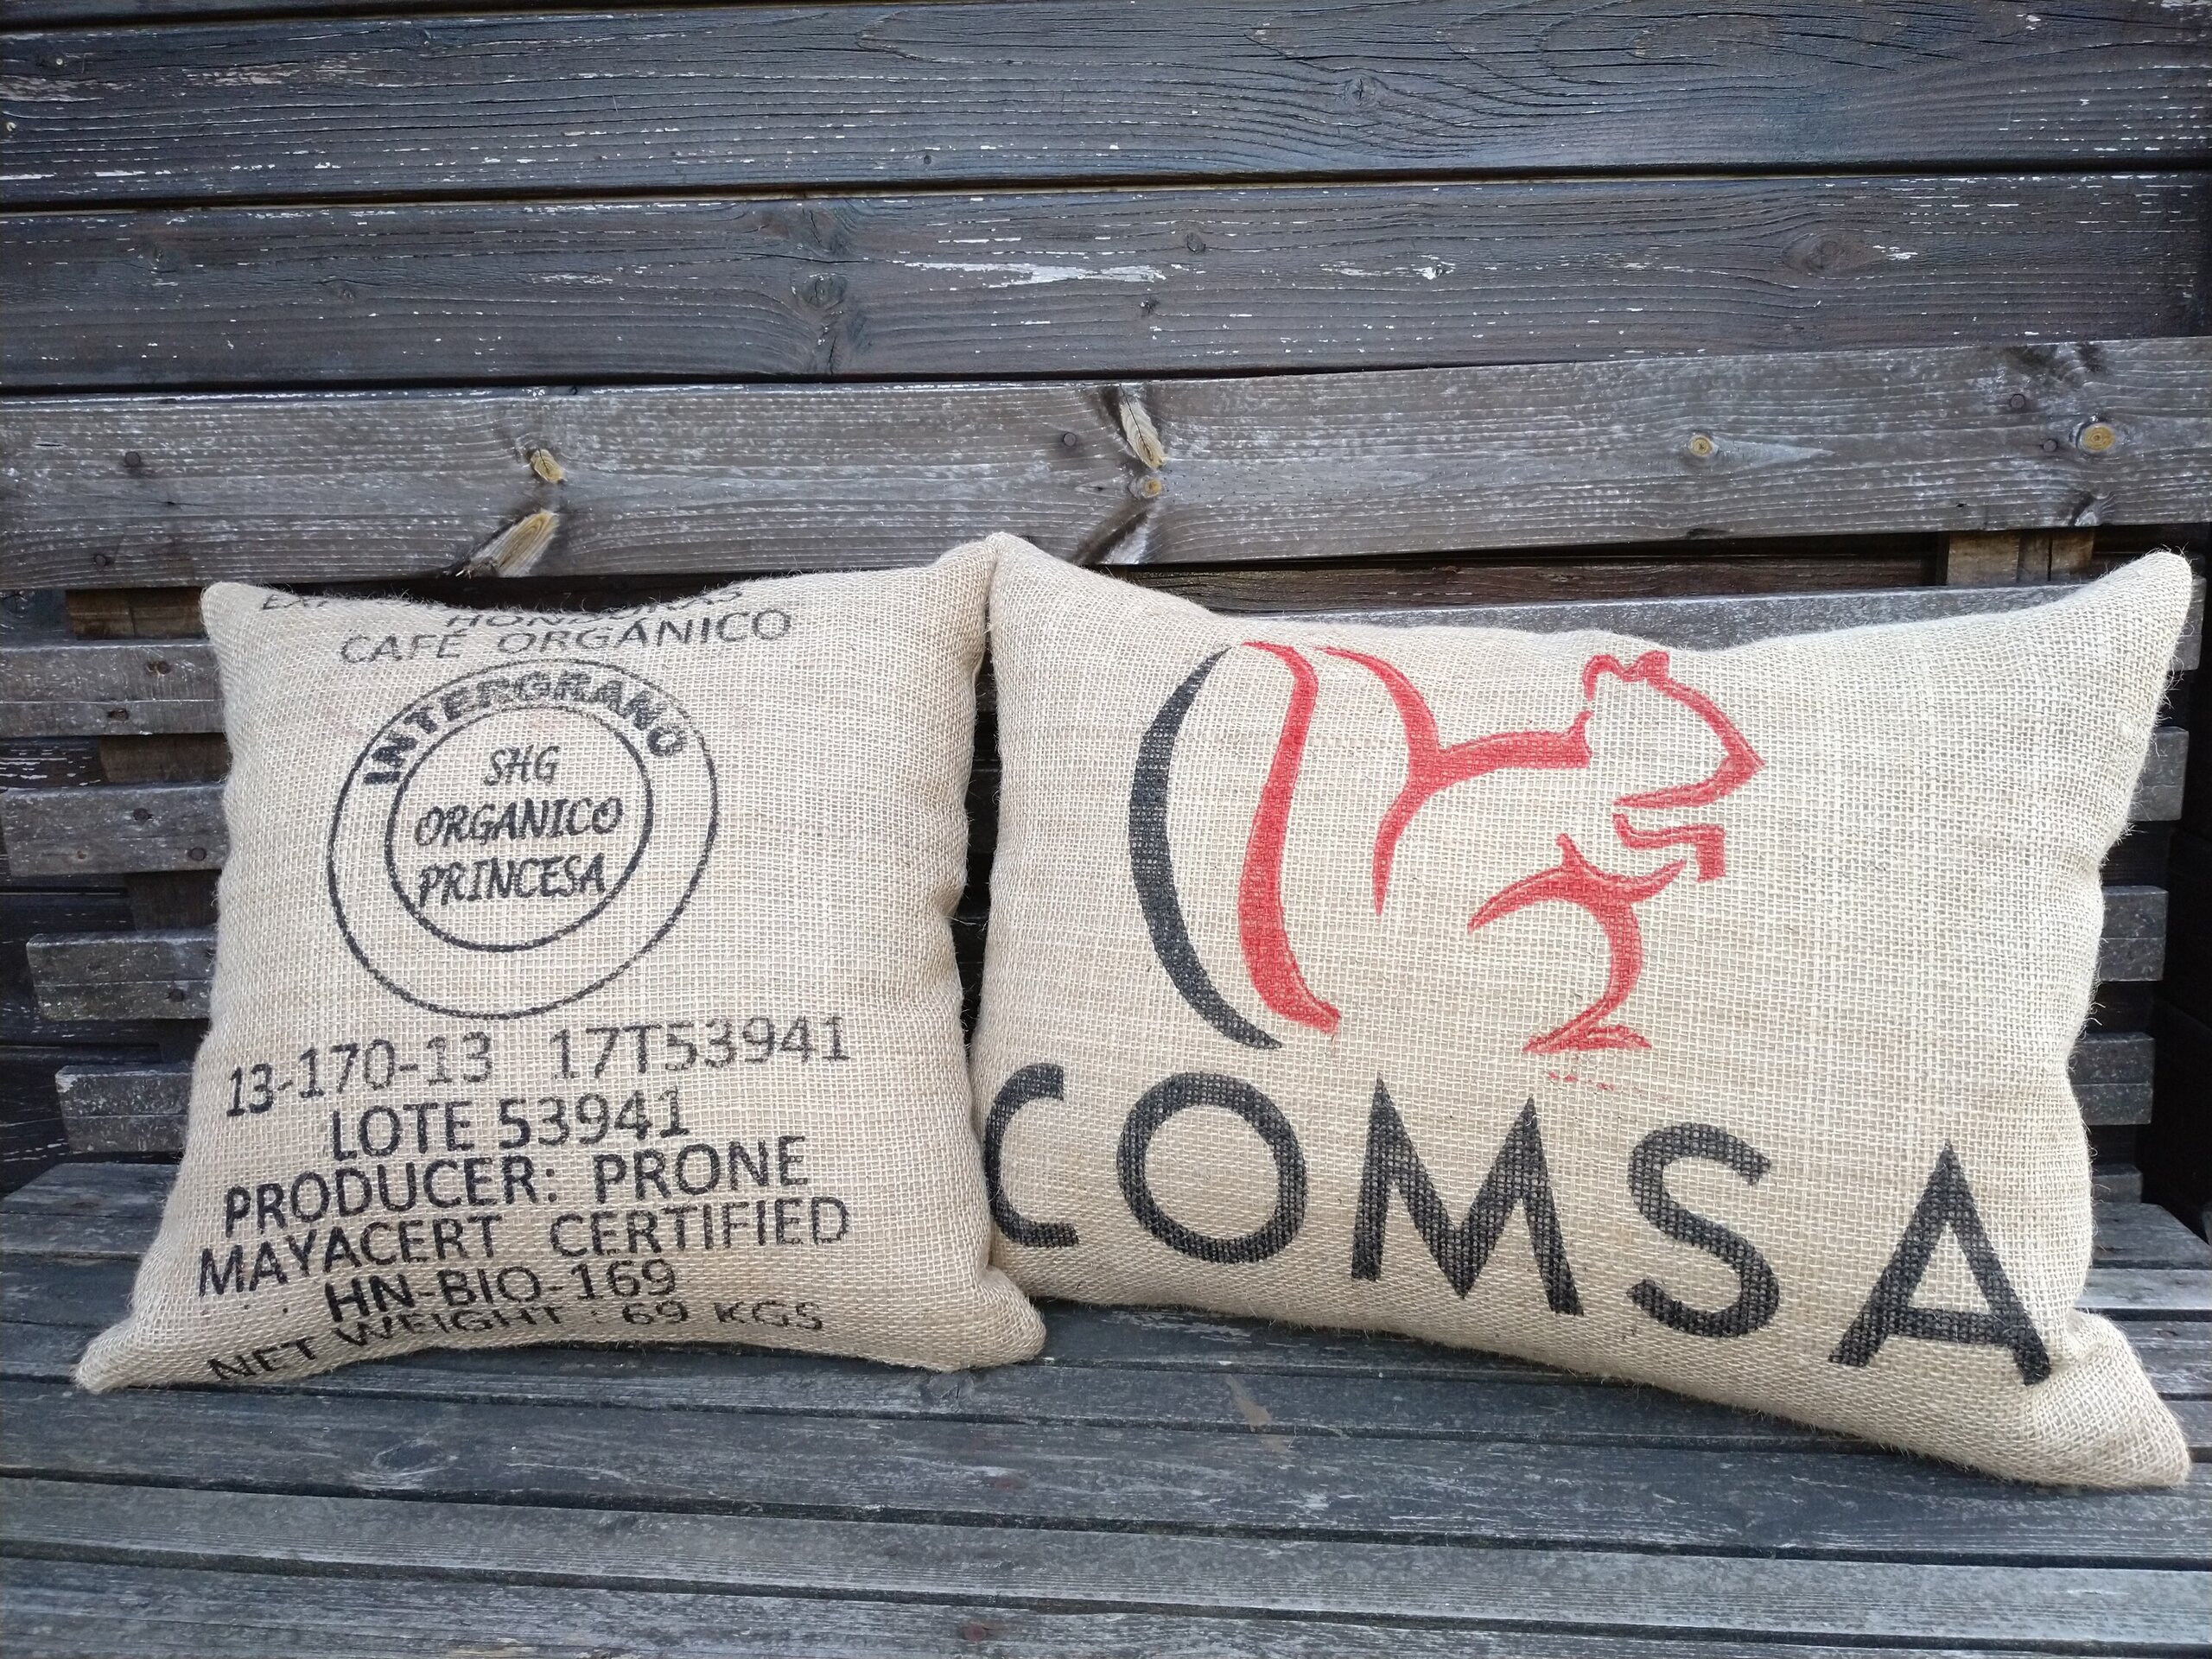 HONDURAS
CAFÉ ORGANICO
INTERGRANO
SHG
ORGANICO
PRINCESA
13-170-13 17T53941
LOTE 53941
PRODUCER: PRONE
MAYACERT CERTIFIED
HN-BIO-169
NET WEIGHT : 69 KGS
COMSA